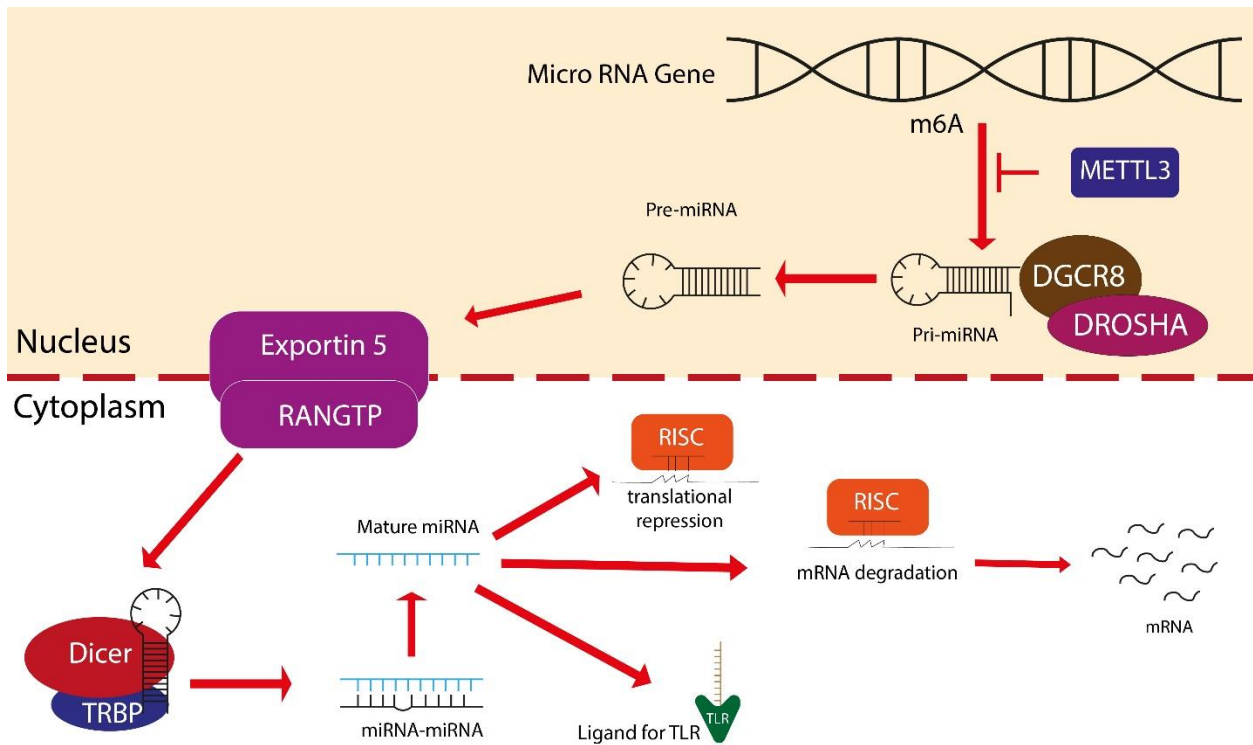 Micro RNA Gene
m6A
METTL3
Pre-miRNA
DGCR8
DROSHA
Pri-miRNA
Nucleus
Exportin 5
Cytoplasm
RANGTP
RISC
translational
repression
Mature miRNA
RISC
mRNA degradation
mRNA
Dicer
TRBP
miRNA-miRNA
Ligand for TLR
TLR